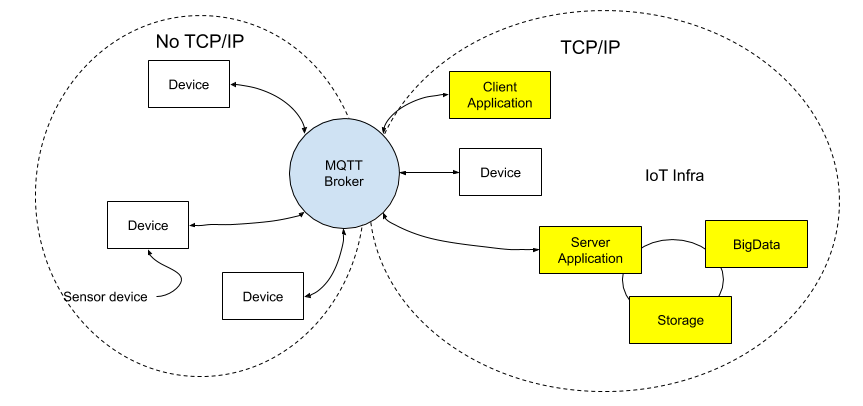 No TCP/IP
TCP/IP
Device
Client
Application
MQTT
Broker
Device
IoT Infra
Device
Server
Application
BigData
Sensor device
Device
Storage